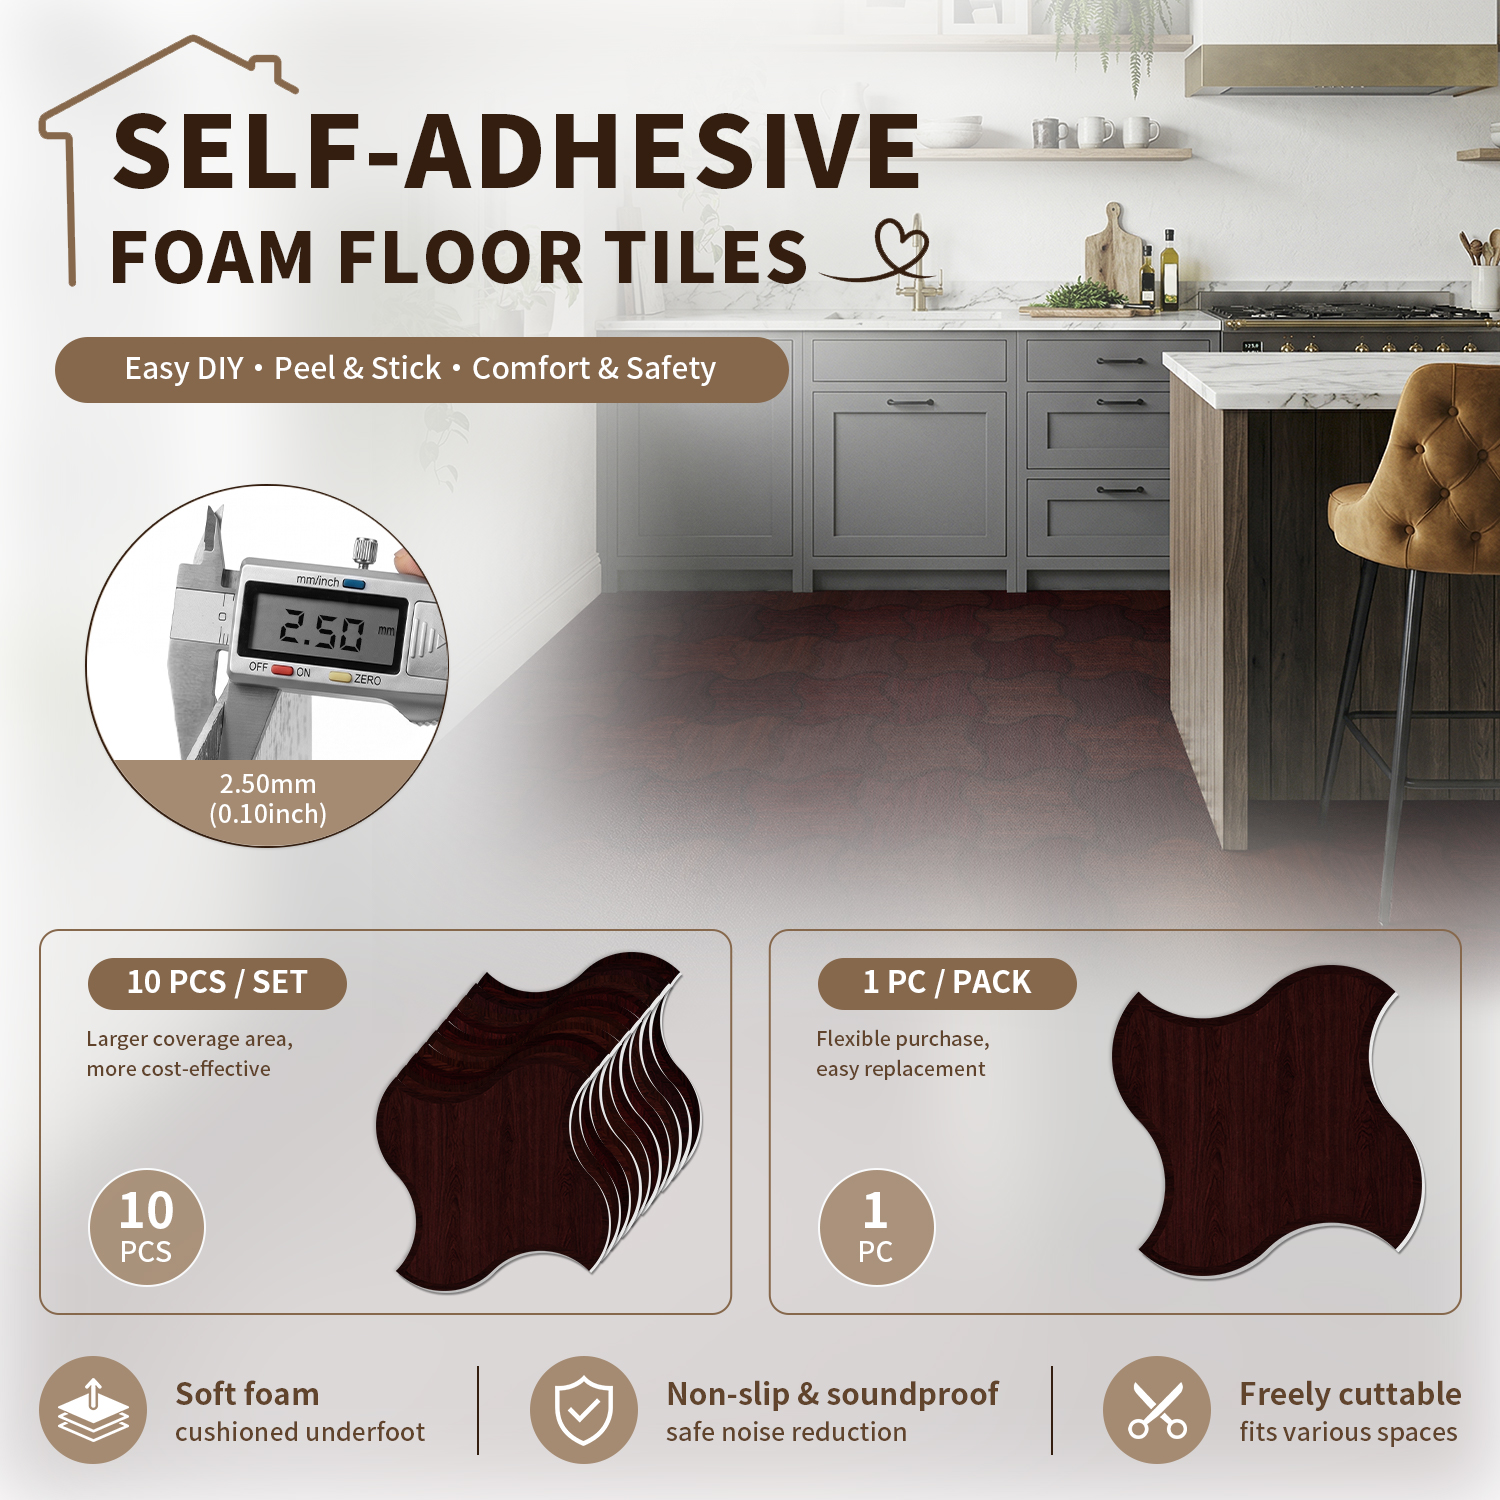 SELF-ADHESIVE
FOAM FLOOR TILES
Easy DIY • Peel & Stick • Comfort & Safety
mm/inch
2.50 mm
0
OFF ON ZERO
2.50mm
(0.10inch)
10 PCS / SET
Larger coverage area,
more cost-effective
10
PCS
1 PC / PACK
Flexible purchase,
easy replacement
1
PC
Soft foam
cushioned underfoot
Non-slip & soundproof
safe noise reduction
Freely cuttable
fits various spaces